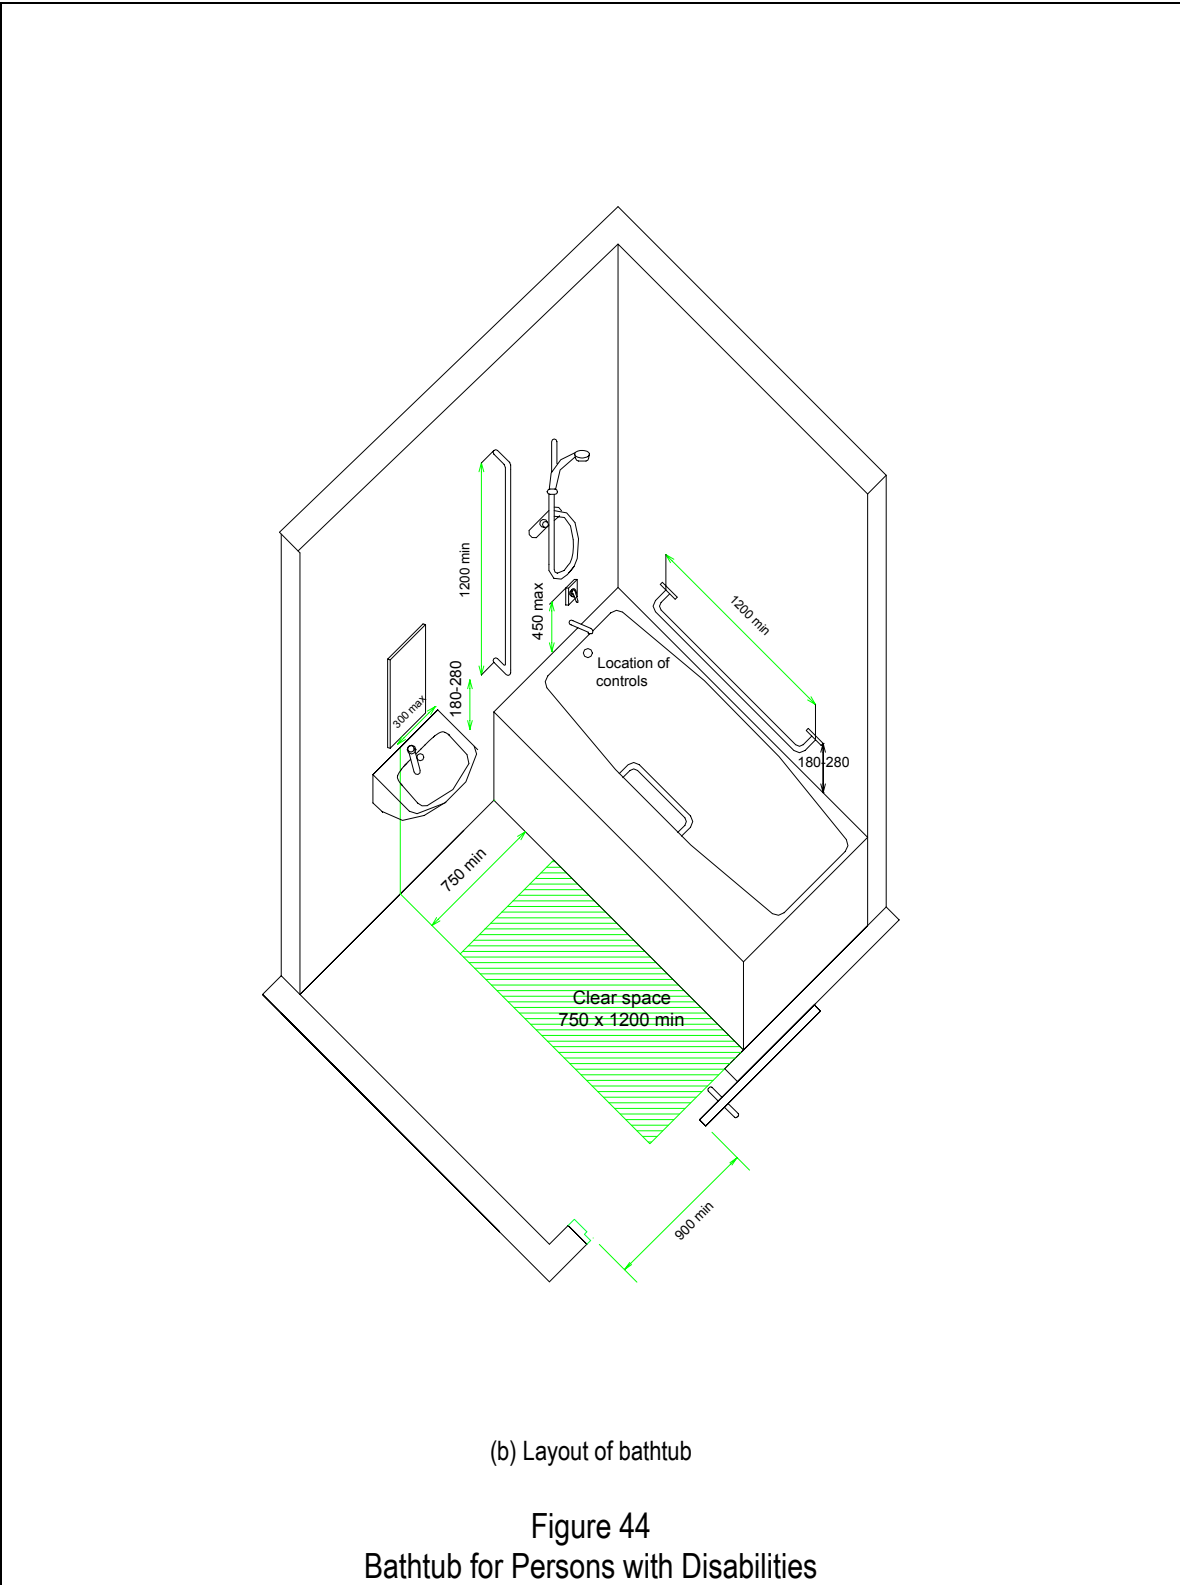 1200 min
450 max
1200 min
Location of
controls
180-280
300 max
180-280
750 min
Clear space
750 x 1200 min
900 min
(b) Layout of bathtub
Figure 44
Bathtub for Persons with Disabilities